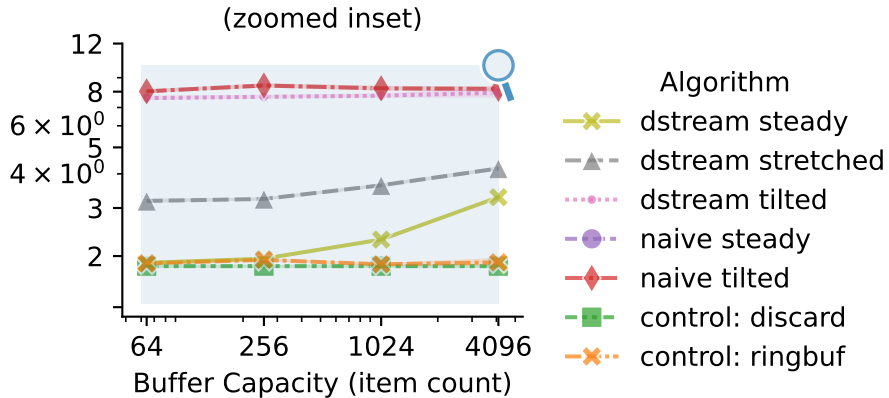 (zoomed inset)
12
8
6 × 10⁰
5
4 × 10⁰
3
2
64 256 1024 4096
Buffer Capacity (item count)
Algorithm
dstream steady
dstream stretched
dstream tilted
naive steady
naive tilted
control: discard
control: ringbuf